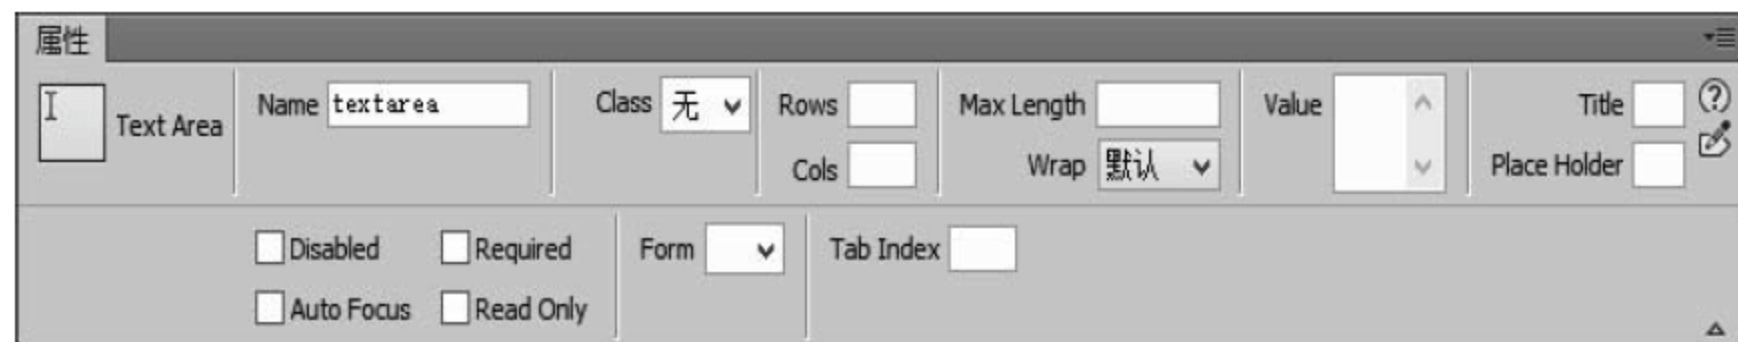 属性
Text Area
Name textarea
Class 无
Rows
Cols
Max Length
Wrap 默认
Value
Title
Place Holder
Disabled
Required
Auto Focus
Read Only
Form
Tab Index